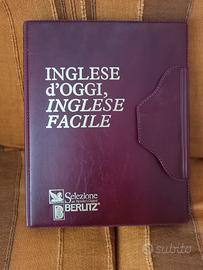 INGLESE
d'OGGI,
INGLESE
FACILE
Selezione
BERLITZ®
subito